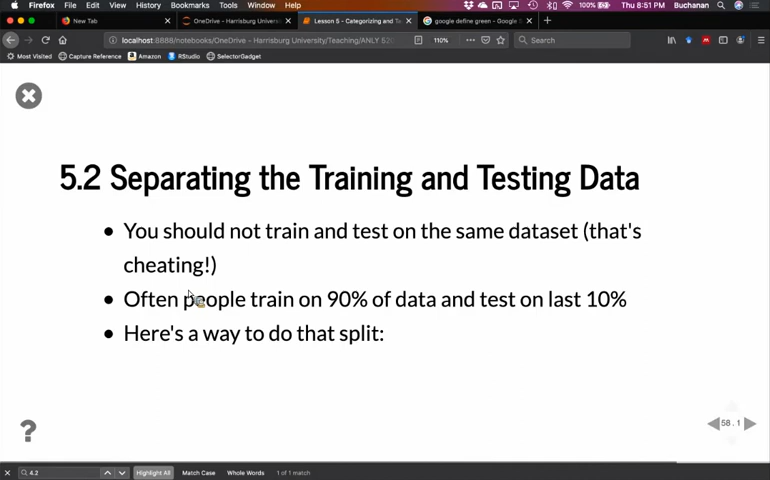 Firefox File Edit View History Bookmarks Tools Window Help 100% Thu 8:51 PM Buchanan
New Tab OneDrive - Harrisburg Universi Lesson 5 - Categorizing and Ta google define green - Google S
localhost:8888/notebooks/OneDrive - Harrisburg University/Teaching/ANLY 52 110% Search
Most Visited Capture Reference Amazon RStudio SelectorGadget
5.2 Separating the Training and Testing Data
• You should not train and test on the same dataset (that's
cheating!)
• Often people train on 90% of data and test on last 10%
• Here's a way to do that split:
?
58.1
4.2 Highlight All Match Case Whole Words 1 of 1 match